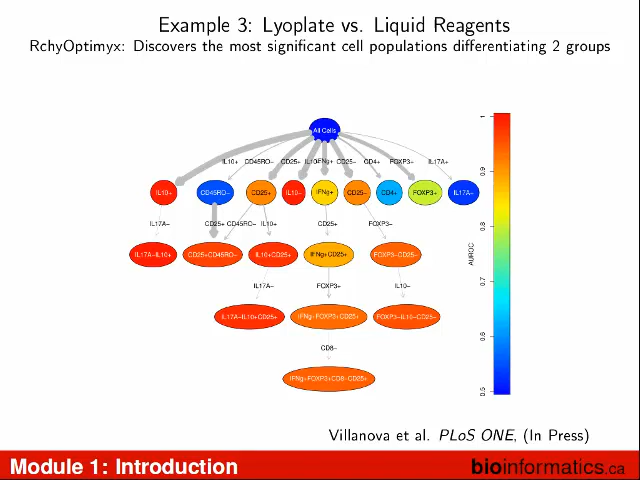 Example 3: Lyoplate vs. Liquid Reagents
RchyOptimyx: Discovers the most significant cell populations differentiating 2 groups
All Cells
IL10+ CD45RO− CD25+ IL10− IFNg+ CD25− CD4+ FOXP3+ IL17A+
IL10+ CD45RO− CD25+ IL10− IFNg+ CD25− CD4+ FOXP3+ IL17A+
IL17A− CD25+ CD45RO− IL10+ CD25+ FOXP3−
IL17A−IL10+ CD25+CD45RO− IL10+CD25+ IFNg+CD25+ FOXP3−CD25−
IL17A− FOXP3+ IL10−
IL17A−IL10+CD25+ IFNg+FOXP3+CD25+ FOXP3−IL10−CD25−
CD8−
IFNg+FOXP3+CD8−CD25+
1
0.9
0.8
0.7
0.6
0.5
AUROC
Villanova et al. PLoS ONE, (In Press)
Module 1: Introduction
bioinformatics.ca